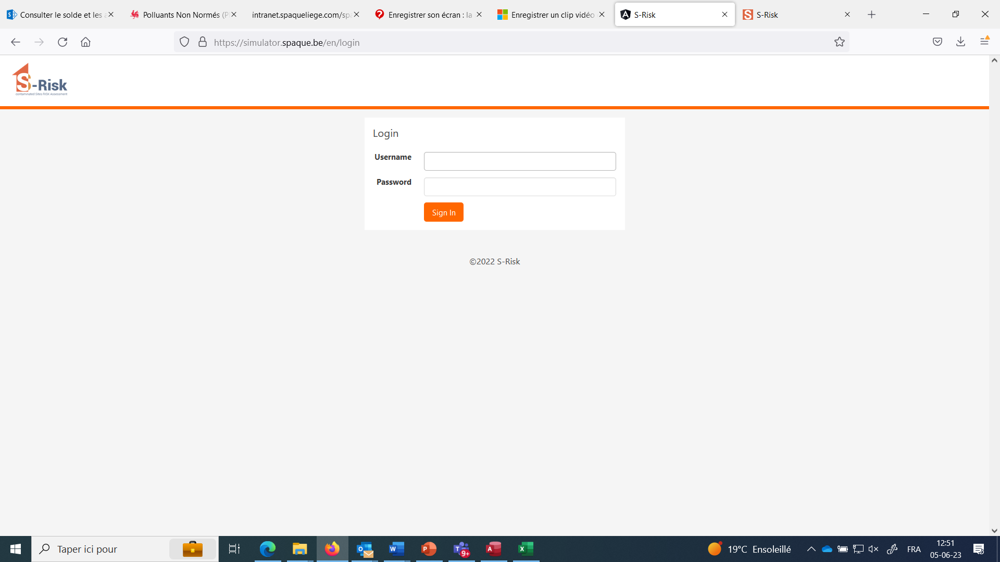 Consulter le solde et les a
Polluants Non Normés (P
intranet.spaqueliege.com/spa
Enregistrer son écran : la
Enregistrer un clip vidéo
S-Risk
S-Risk
https://simulator.spaque.be/en/login
S-Risk
contaminated Sites RISK Assessment
Login
Username
Password
Sign In
©2022 S-Risk
Taper ici pour
9+
19°C Ensoleillé
FRA
12:51
05-06-23